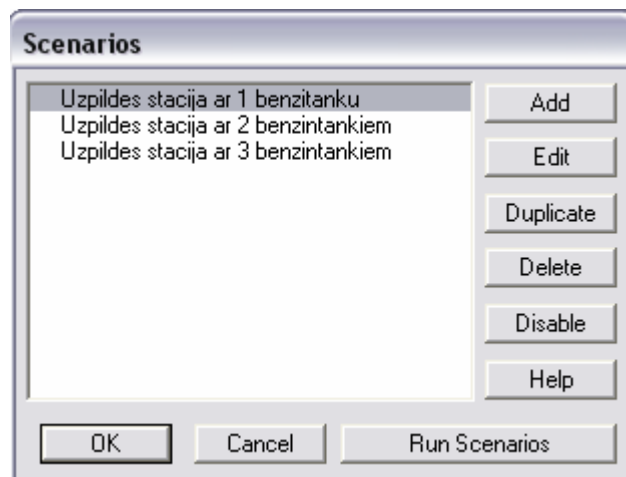 Scenarios
Uzpildes stacija ar 1 benzitanku
Uzpildes stacija ar 2 benzintankiem
Uzpildes stacija ar 3 benzintankiem
Add
Edit
Duplicate
Delete
Disable
Help
OK
Cancel
Run Scenarios